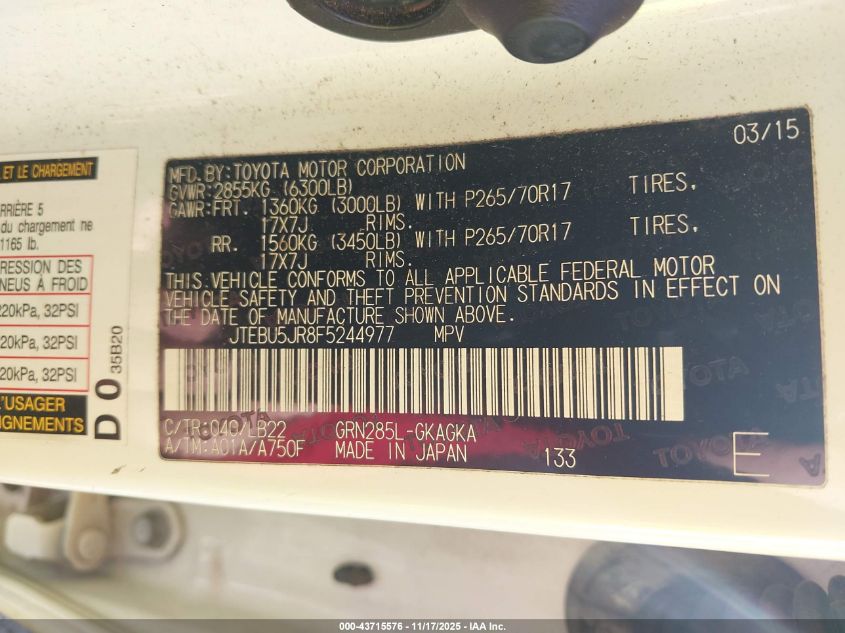 ET LE CHARGEMENT
RRIÈRE 5
du chargement ne
1165 lb.
RESSION DES
NEUS À FROID
220kPa, 32PSI
20kPa, 32PSI
20kPa, 32PSI
L'USAGER
EIGNEMENTS
D 0 35B20
03/15
MFD.BY:TOYOTA MOTOR CORPORATION
GVWR:2855KG (6300LB)
GAWR:FRT. 1360KG (3000LB) WITH P265/70R17 TIRES,
17X7J RIMS.
RR. 1560KG (3450LB) WITH P265/70R17 TIRES,
17X7J RIMS.
THIS VEHICLE CONFORMS TO ALL APPLICABLE FEDERAL MOTOR
VEHICLE SAFETY AND THEFT PREVENTION STANDARDS IN EFFECT ON
THE DATE OF MANUFACTURE SHOWN ABOVE.
JTEBU5JR8F5244977 MPV
C/TR:040/LB22 GRN285L-GKAGKA
A/TM:A01A/A750F MADE IN JAPAN 133 E
TOYOTA
000-43715576 - 11/17/2025 - IAA Inc.